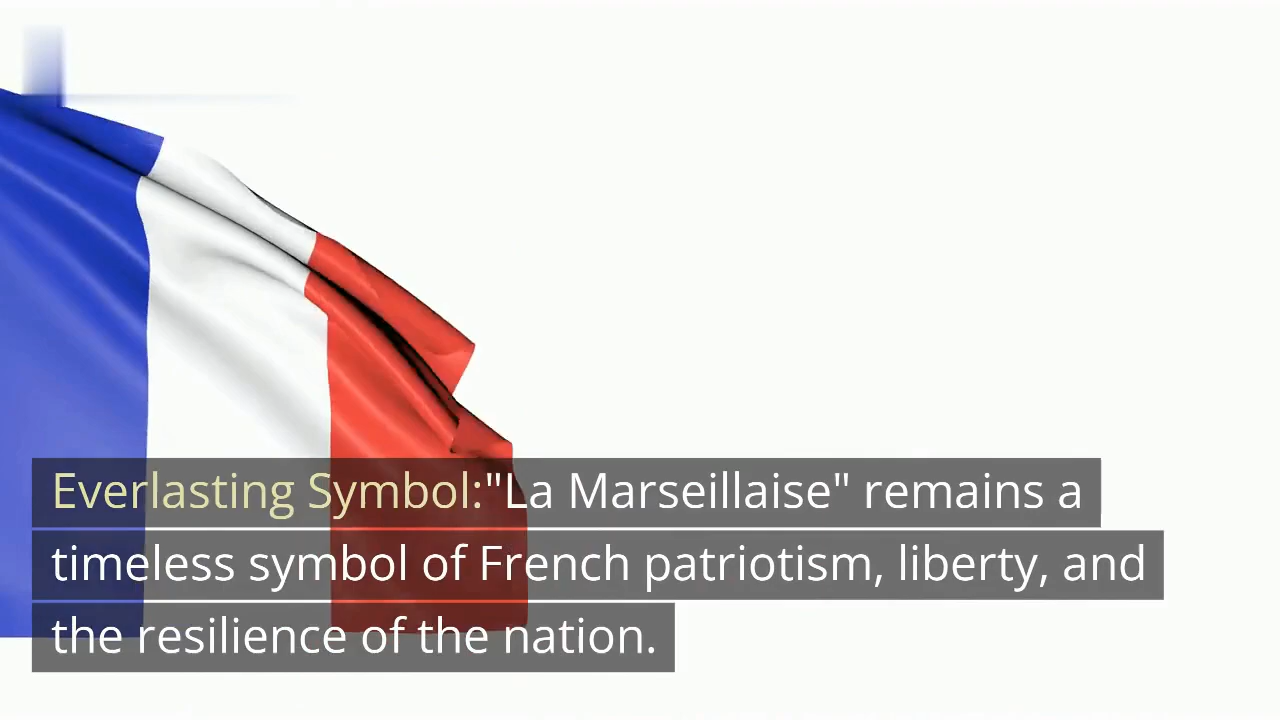 Everlasting Symbol:"La Marseillaise" remains a
timeless symbol of French patriotism, liberty, and
the resilience of the nation.